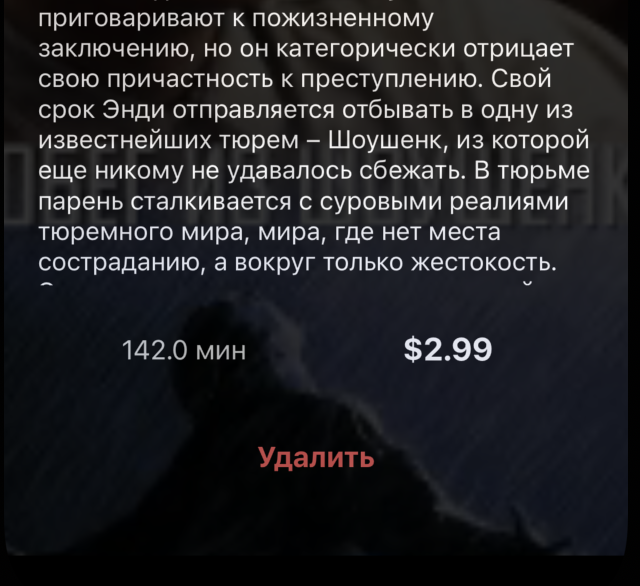 приговаривают к пожизненному
заключению, но он категорически отрицает
свою причастность к преступлению. Свой
срок Энди отправляется отбывать в одну из
известнейших тюрем – Шоушенк, из которой
еще никому не удавалось сбежать. В тюрьме
парень сталкивается с суровыми реалиями
тюремного мира, мира, где нет места
состраданию, а вокруг только жестокость.
142.0 мин
$2.99
Удалить